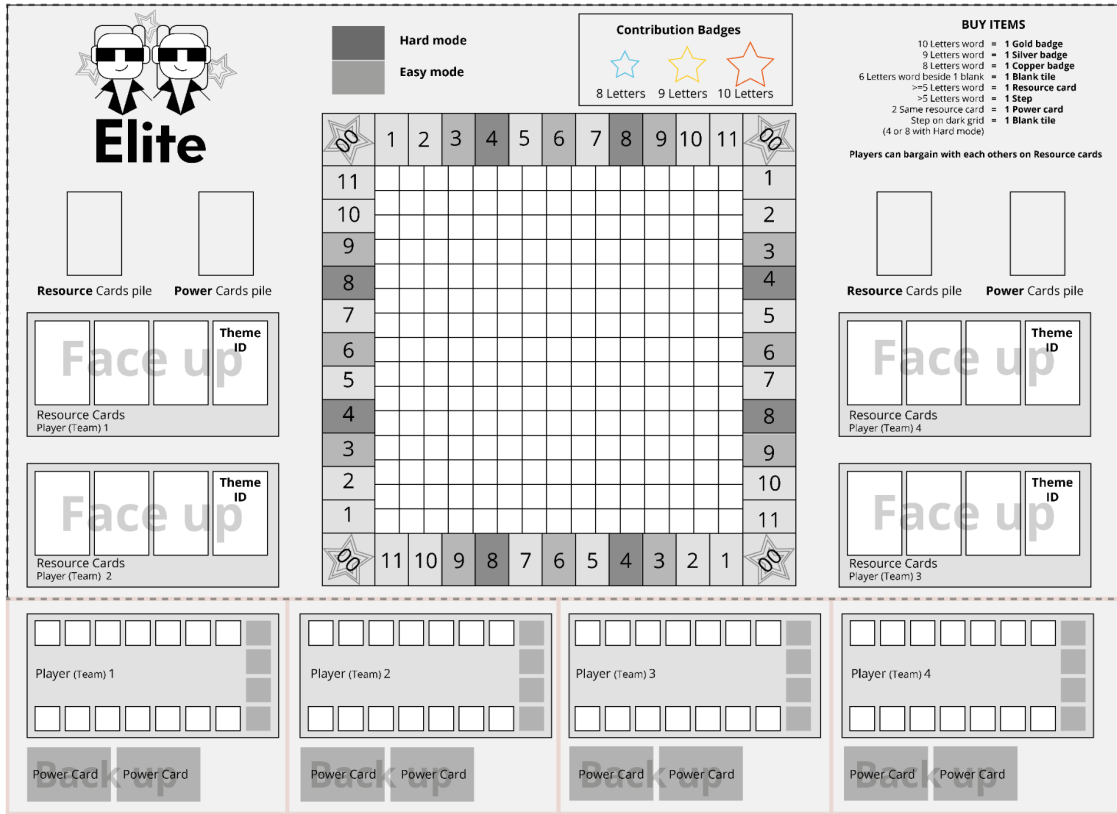 Elite
Hard mode
Easy mode
Contribution Badges
8 Letters 9 Letters 10 Letters
BUY ITEMS
10 Letters word = 1 Gold badge
9 Letters word = 1 Silver badge
8 Letters word = 1 Copper badge
6 Letters word beside 1 blank = 1 Blank tile
>=5 Letters word = 1 Resource card
>5 Letters word = 1 Step
2 Same resource card = 1 Power card
Step on dark grid = 1 Blank tile
(4 or 8 with Hard mode)
Players can bargain with each others on Resource cards
00 1 2 3 4 5 6 7 8 9 10 11 00
11 1
10 2
9 3
8 4
7 5
6 6
5 7
4 8
3 9
2 10
1 11
00 11 10 9 8 7 6 5 4 3 2 1 00
Resource Cards pile
Power Cards pile
Resource Cards pile
Power Cards pile
Theme
ID
Face up
Resource Cards
Player (Team) 1
Theme
ID
Face up
Resource Cards
Player (Team) 4
Theme
ID
Face up
Resource Cards
Player (Team) 2
Theme
ID
Face up
Resource Cards
Player (Team) 3
Player (Team) 1
Player (Team) 2
Player (Team) 3
Player (Team) 4
Power Card Power Card
Back up
Power Card Power Card
Back up
Power Card Power Card
Back up
Power Card Power Card
Back up